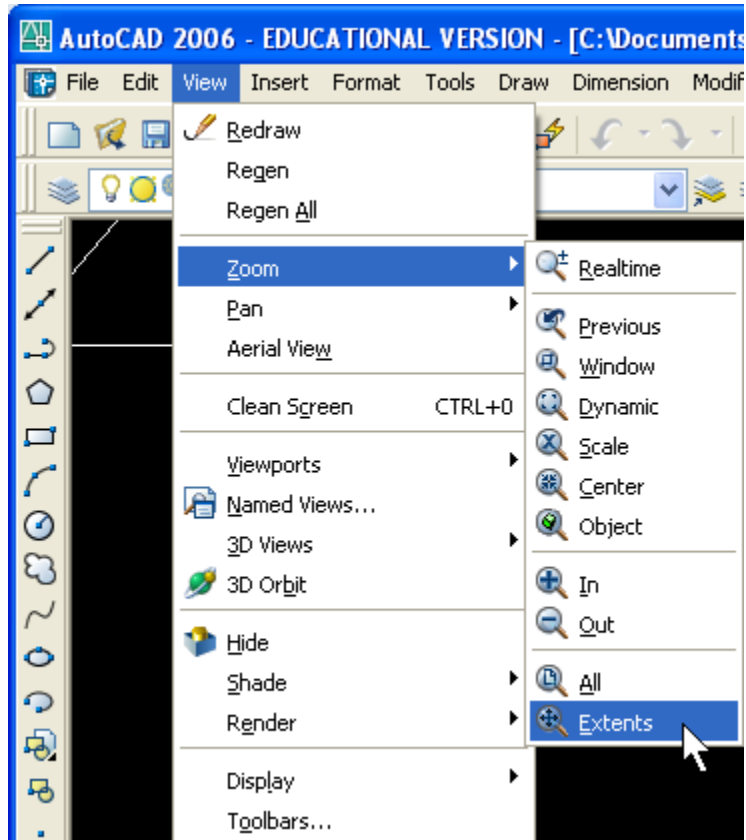 AutoCAD 2006 - EDUCATIONAL VERSION - [C:\Documents
File Edit View Insert Format Tools Draw Dimension Modif
Redraw
Regen
Regen All
Zoom
Pan
Aerial View
Clean Screen CTRL+0
Viewports
Named Views...
3D Views
3D Orbit
Hide
Shade
Render
Display
Toolbars...
Realtime
Previous
Window
Dynamic
Scale
Center
Object
In
Out
All
Extents